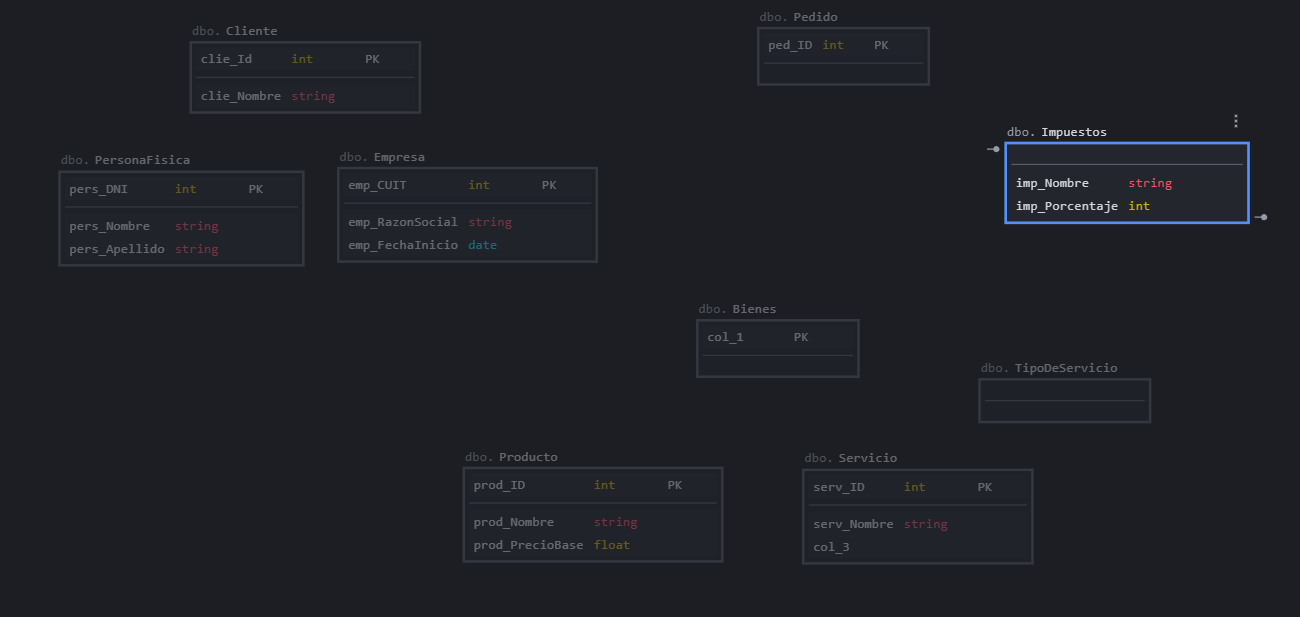 dbo. Cliente
clie_Id int PK
clie_Nombre string
dbo. Pedido
ped_ID int PK
dbo. Impuestos
imp_Nombre string
imp_Porcentaje int
dbo. PersonaFisica
pers_DNI int PK
pers_Nombre string
pers_Apellido string
dbo. Empresa
emp_CUIT int PK
emp_RazonSocial string
emp_FechaInicio date
dbo. Bienes
col_1 PK
dbo. TipoDeServicio
dbo. Producto
prod_ID int PK
prod_Nombre string
prod_PrecioBase float
dbo. Servicio
serv_ID int PK
serv_Nombre string
col_3